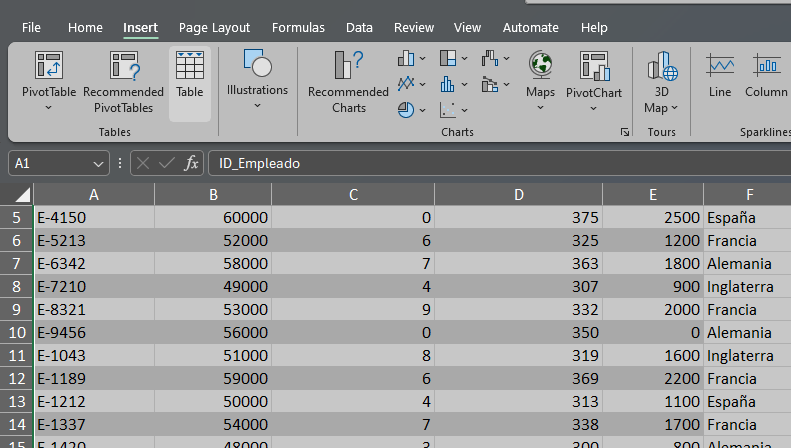 File Home Insert Page Layout Formulas Data Review View Automate Help
PivotTable Recommended PivotTables Table Illustrations Recommended Charts Maps PivotChart 3D Map Line Column
Tables Charts Tours Sparklines
A1 fx ID_Empleado
A B C D E F
5 E-4150 60000 0 375 2500 España
6 E-5213 52000 6 325 1200 Francia
7 E-6342 58000 7 363 1800 Alemania
8 E-7210 49000 4 307 900 Inglaterra
9 E-8321 53000 9 332 2000 Francia
10 E-9456 56000 0 350 0 Alemania
11 E-1043 51000 8 319 1600 Inglaterra
12 E-1189 59000 6 369 2200 Francia
13 E-1212 50000 4 313 1100 España
14 E-1337 54000 7 338 1700 Francia
15 E-1420 48000 3 300 800 Alemania